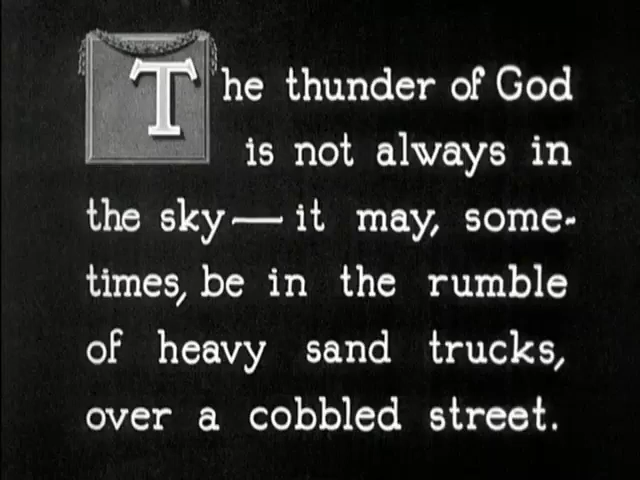 The thunder of God
is not always in
the sky — it may, some-
times, be in the rumble
of heavy sand trucks,
over a cobbled street.